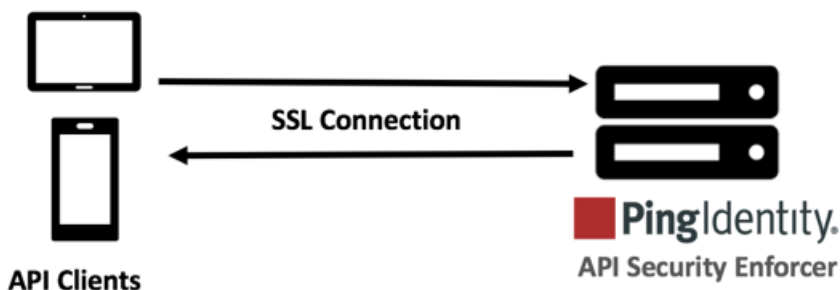 SSL Connection
PingIdentity.
API Security Enforcer
API Clients